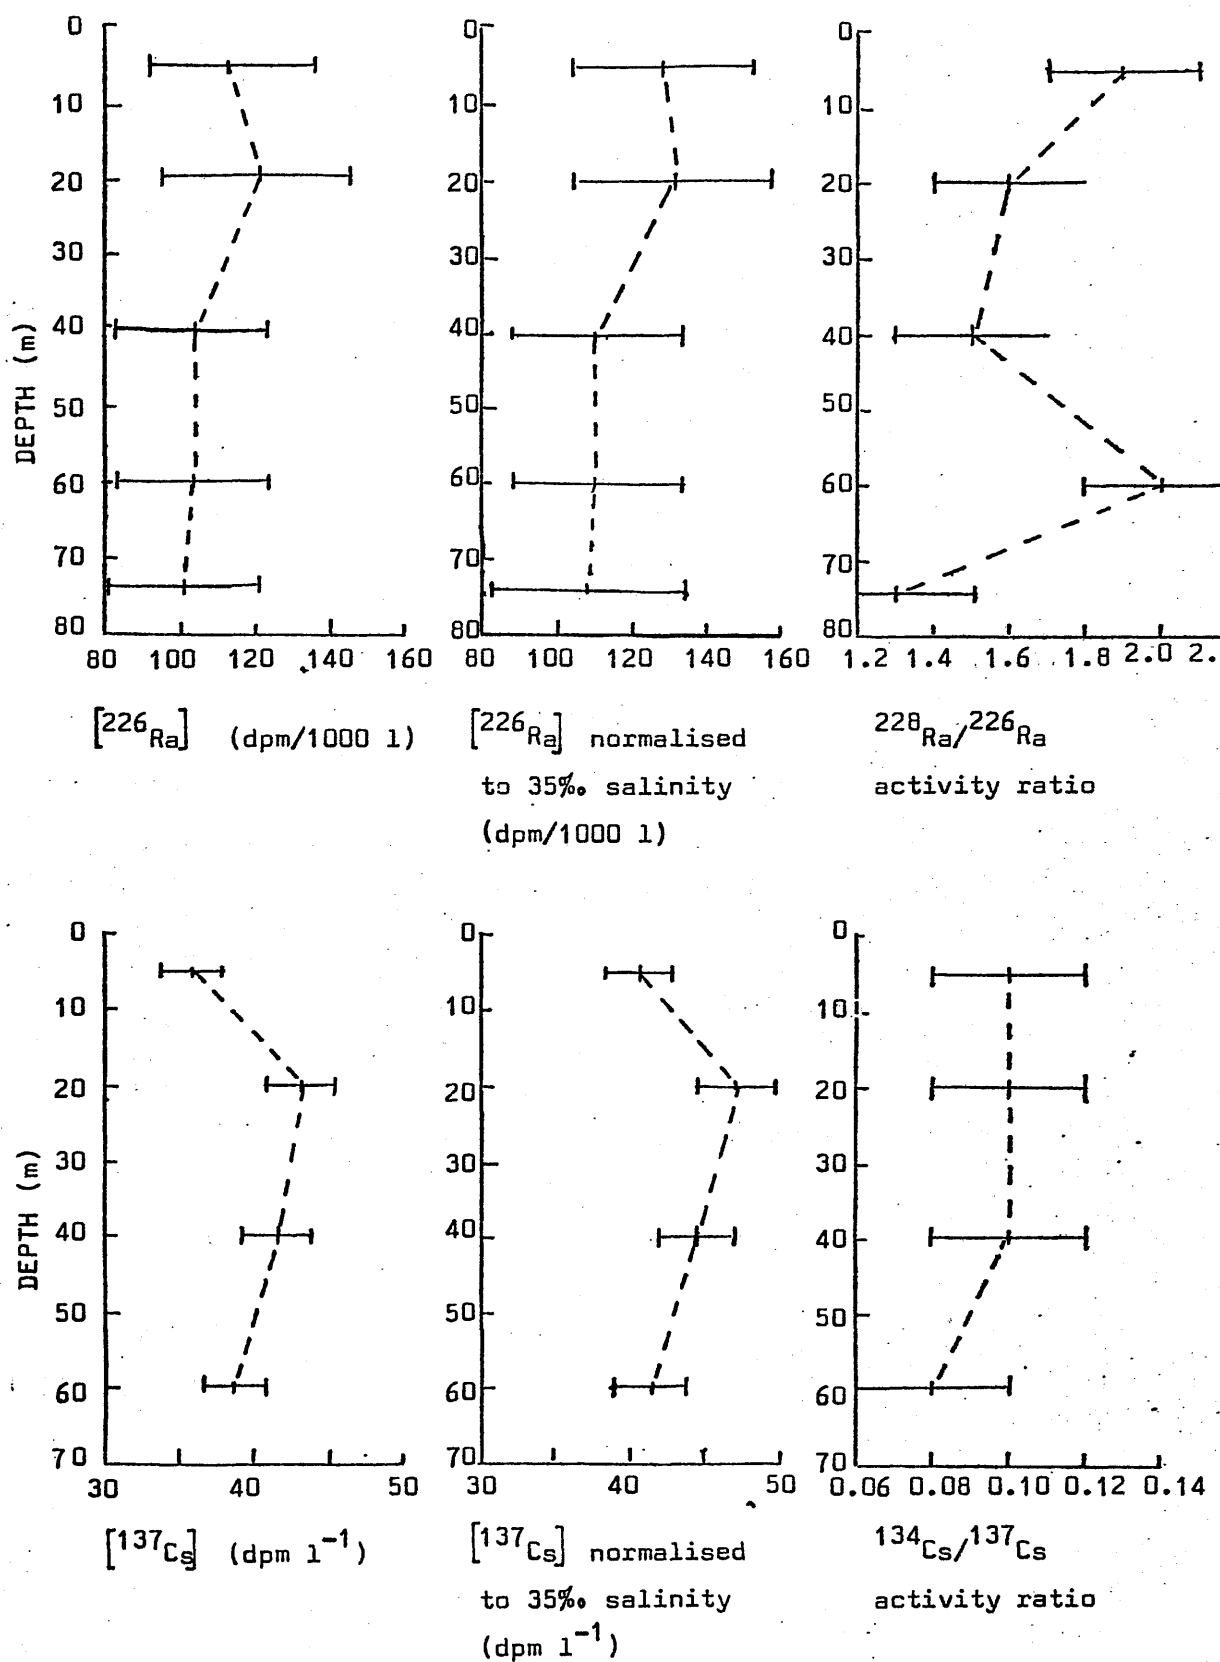 0 0 0
10 10 10
20 20 20
30 30 30
40 40 40
50 50 50
60 60 60
70 70 70
80 80 80
DEPTH (m)
80 100 120 140 160 80 100 120 140 160 1.2 1.4 1.6 1.8 2.0 2.
[226Ra] (dpm/1000 l) [226Ra] normalised 228Ra/226Ra
to 35‰ salinity activity ratio
(dpm/1000 l)
0 0 0
10 10 10
20 20 20
30 30 30
40 40 40
50 50 50
60 60 60
70 70 70
DEPTH (m)
30 40 50 30 40 50 0.06 0.08 0.10 0.12 0.14
[137Cs] (dpm l-1) [137Cs] normalised 134Cs/137Cs
to 35‰ salinity activity ratio
(dpm l-1)